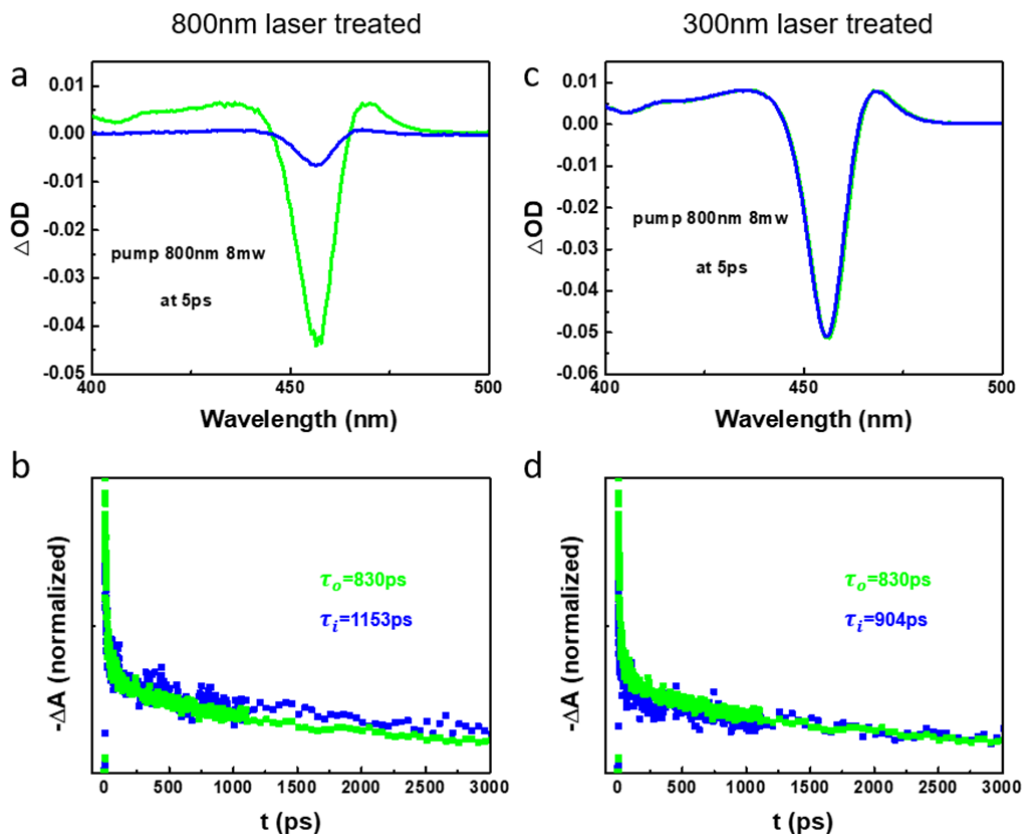 800nm laser treated
300nm laser treated
a
0.01
0.00
-0.01
-0.02
-0.03
-0.04
-0.05
△OD
pump 800nm 8mw
at 5ps
400
450
500
Wavelength (nm)
c
0.01
0.00
-0.01
-0.02
-0.03
-0.04
-0.05
-0.06
△OD
pump 800nm 8mw
at 5ps
400
450
500
Wavelength (nm)
b
-ΔA (normalized)
τo=830ps
τi=1153ps
0
500
1000
1500
2000
2500
3000
t (ps)
d
-ΔA (normalized)
τo=830ps
τi=904ps
0
500
1000
1500
2000
2500
3000
t (ps)